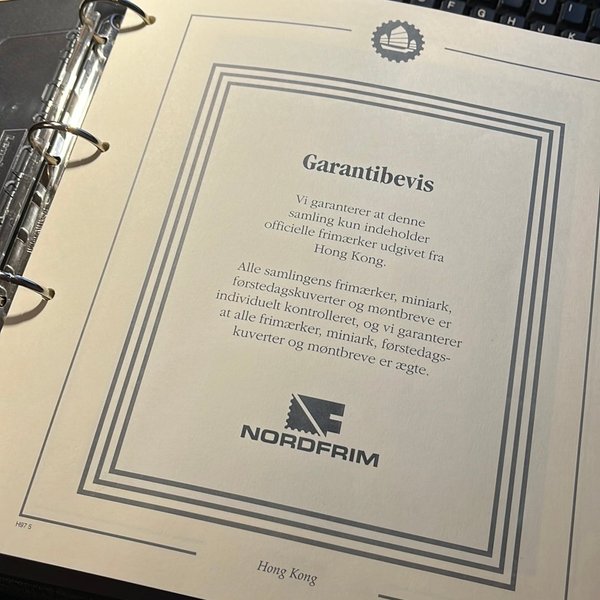 Garantibevis
Vi garanterer at denne
samling kun indeholder
officielle frimærker udgivet fra
Hong Kong.
Alle samlingens frimærker, miniark,
førstedagskuverter og møntbreve er
individuelt kontrolleret, og vi garanterer
at alle frimærker, miniark, førstedags-
kuverter og møntbreve er ægte.
NORDFRIM
H97 5
Hong Kong